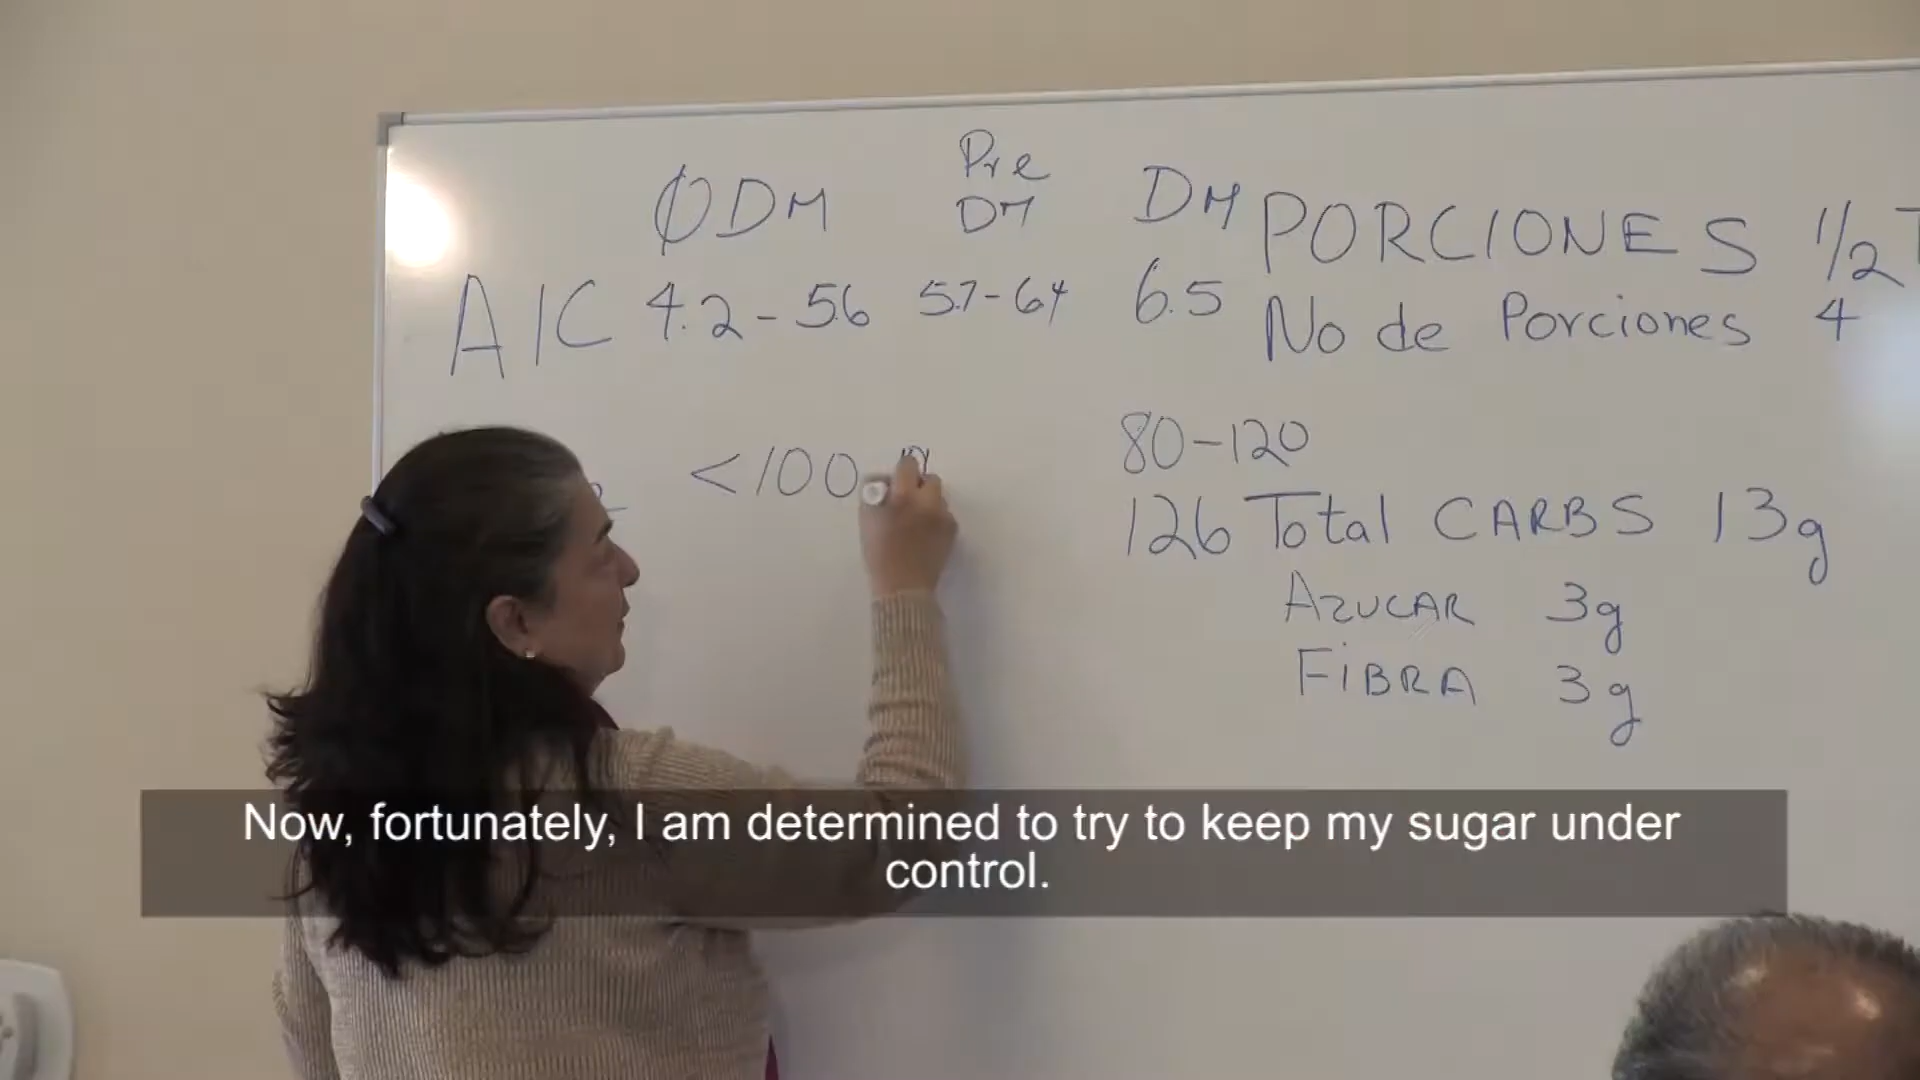 ØDM Pre DM DM
A1C 4.2-5.6 5.7-6.4 6.5
<100
80-120
126
PORCIONES 1/2
No de Porciones 4
Total CARBS 13g
AZUCAR 3g
FIBRA 3g
Now, fortunately, I am determined to try to keep my sugar under
control.